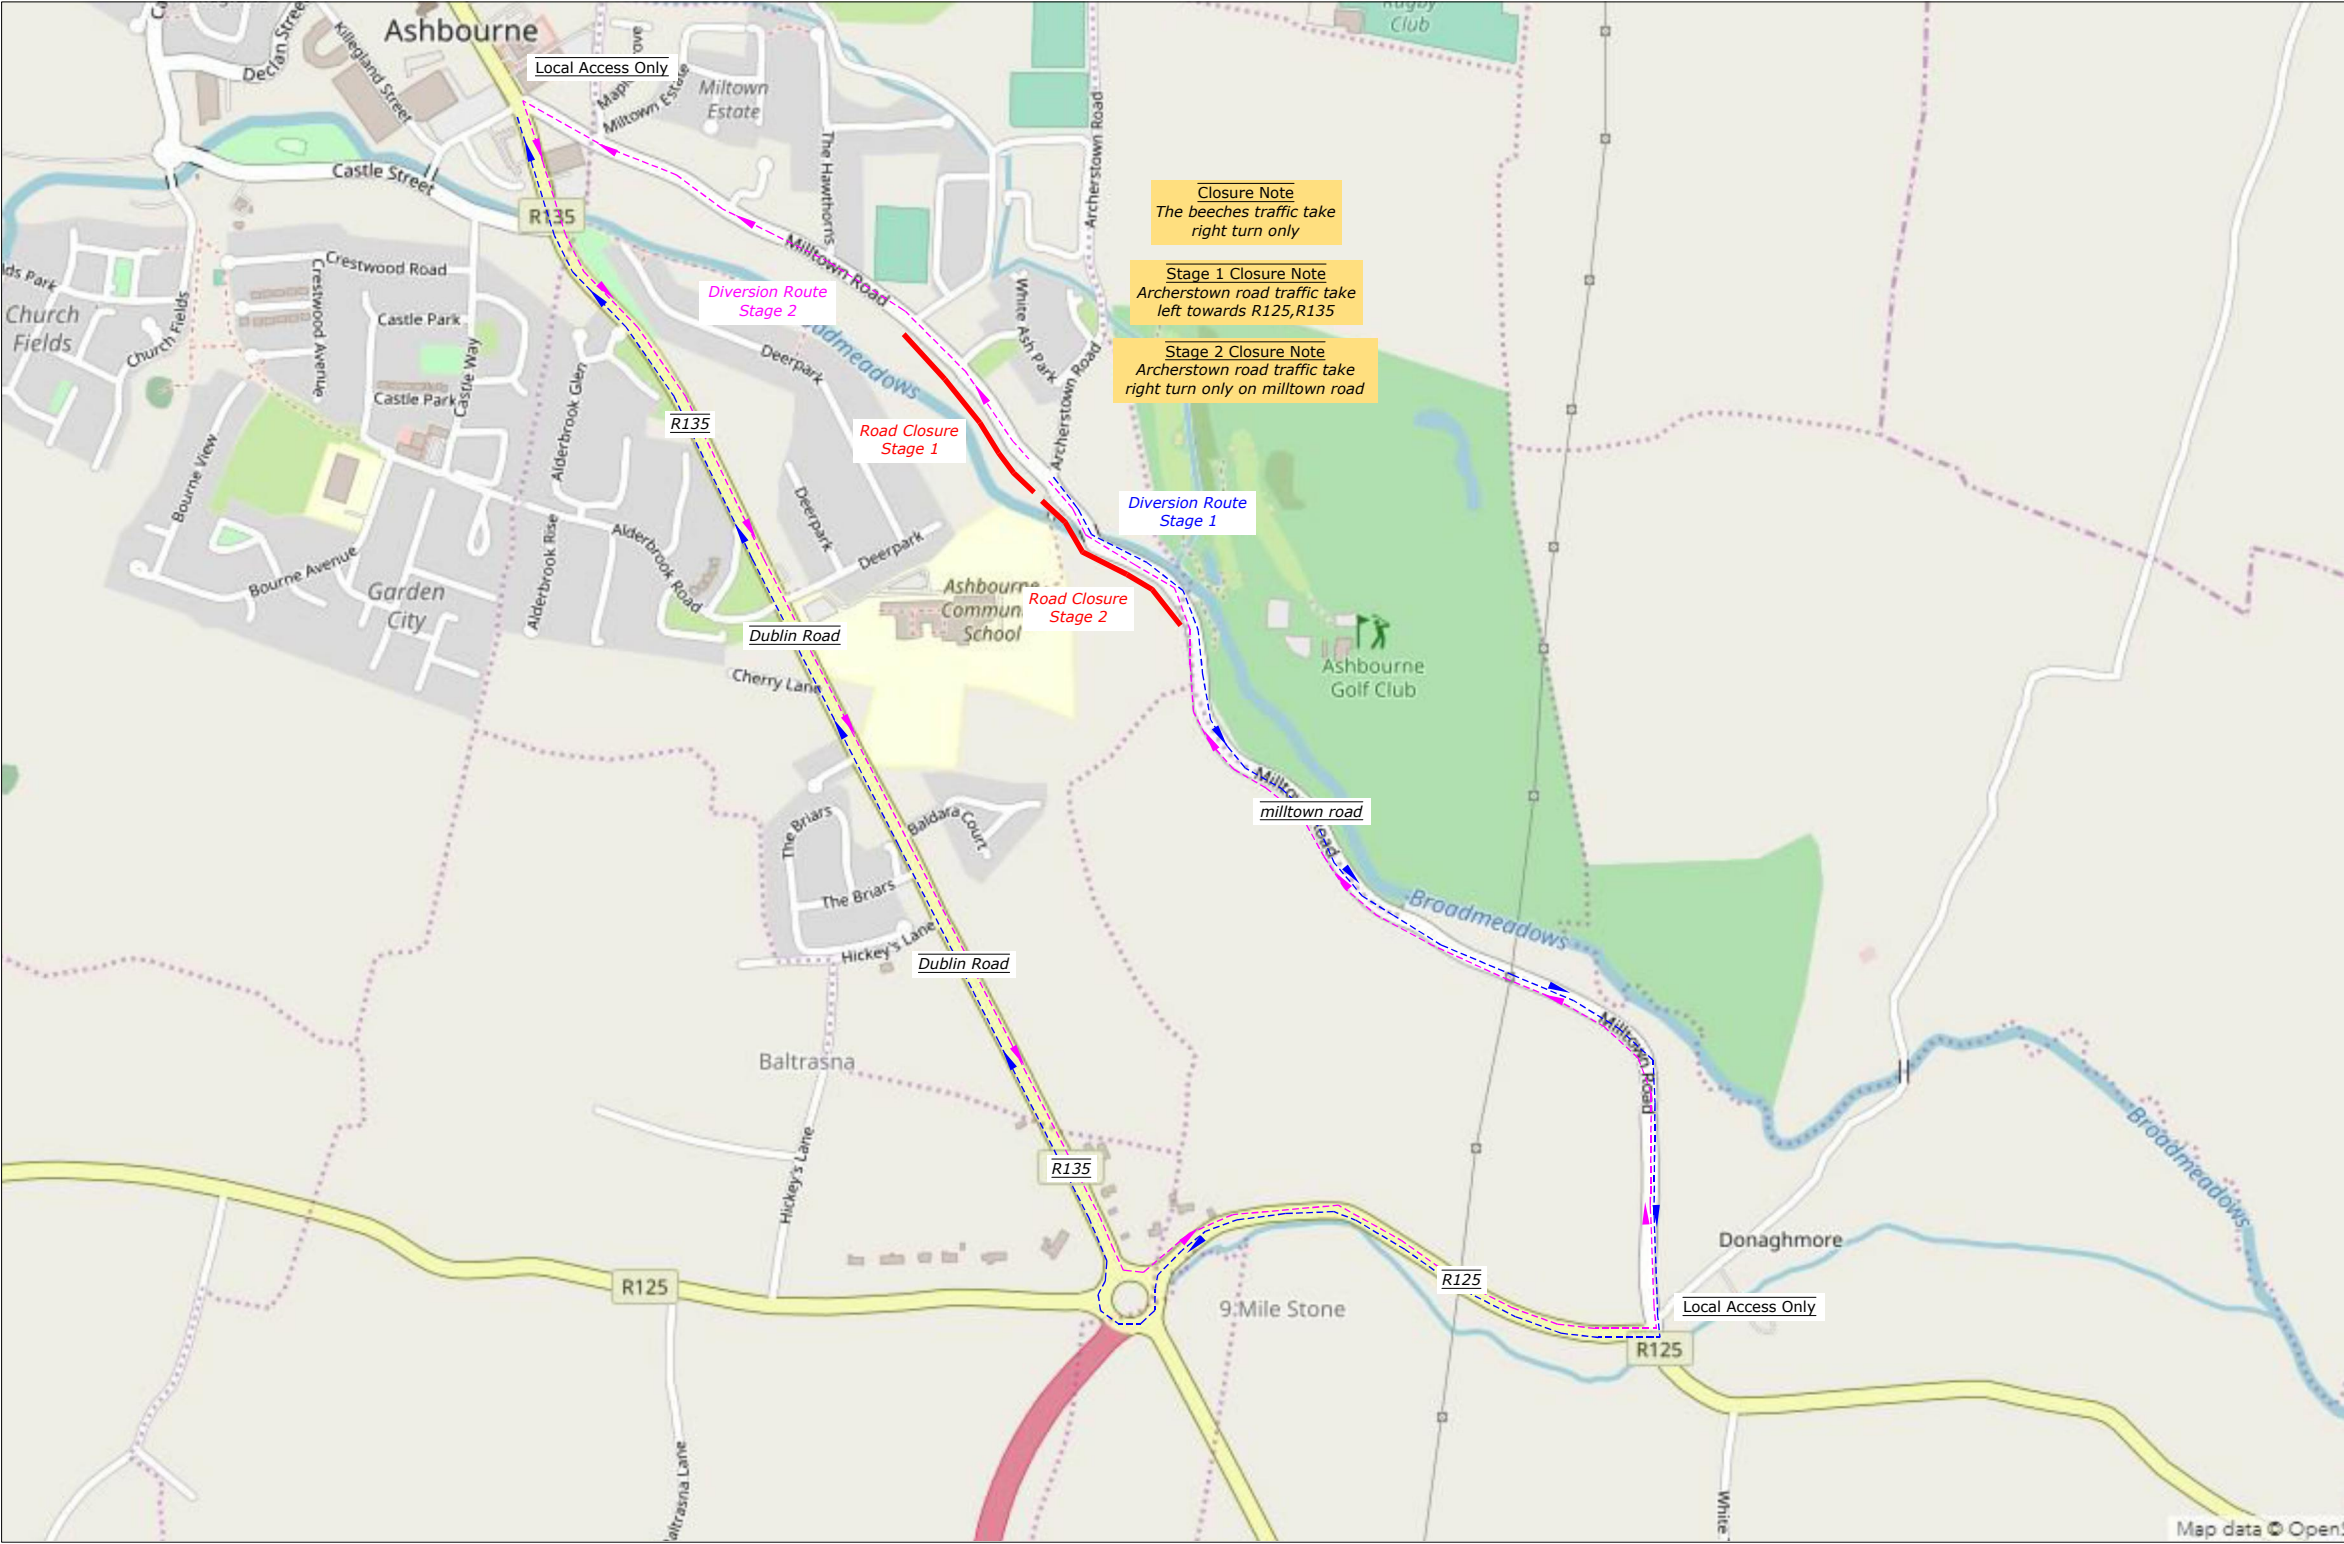 Ashbourne
Rugby
Club
Declan Street
Killegland Street
Local Access Only
Miltown Estate
Miltown
Estate
The Hawthorns
Archerstown Road
Castle Street
R135
Closure Note
The beeches traffic take
right turn only
Stage 1 Closure Note
Archerstown road traffic take
left towards R125,R135
Stage 2 Closure Note
Archerstown road traffic take
right turn only on milltown road
Milltown Road
Diversion Route
Stage 2
Crestwood Road
Crestwood Avenue
Church
Fields
Church Fields
Castle Park
Castle Way
Castle Park
Deerpark
White Ash Park
Archerstown Road
Archerstown Road
Alderbrook Glen
R135
Road Closure
Stage 1
Bourne View
Deerpark
Deerpark
Diversion Route
Stage 1
Alderbrook Rise
Alderbrook Road
Bourne Avenue
Garden
City
Ashbourne
School
Road Closure
Stage 2
Dublin Road
Cherry Lane
Ashbourne
Golf Club
milltown road
The Briars
Baldara Court
The Briars
Hickey's Lane
Dublin Road
Broadmeadows
Milltown Road
Baltrasna
Hickey's Lane
R135
Broadmeadows
Donaghmore
R125
R125
9 Mile Stone
Local Access Only
R125
White
Map data © Open